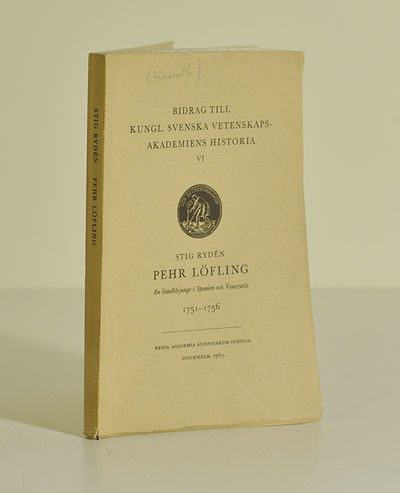 STIG RYDÉN · PEHR LÖFLING
BIDRAG TILL
KUNGL. SVENSKA VETENSKAPS-
AKADEMIENS HISTORIA
VI
STIG RYDÉN
PEHR LÖFLING
En linnélärjunge i Spanien och Venezuela
1751–1756
REGIA ACADEMIA SCIENTIARUM SUECICA
STOCKHOLM 1965